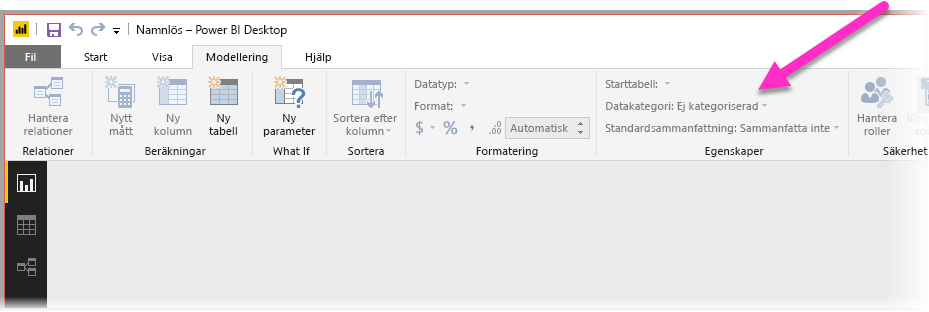 Namnlös – Power BI Desktop
Fil Start Visa Modellering Hjälp
Hantera relationer
Nytt mått
Ny kolumn
Ny tabell
Ny parameter
Sortera efter kolumn
Datatyp:
Format:
$ % , .00 Automatisk
Starttabell:
Datakategori: Ej kategoriserad
Standardsammanfattning: Sammanfatta inte
Hantera roller
Relationer Beräkningar What If Sortera Formatering Egenskaper Säkerhet